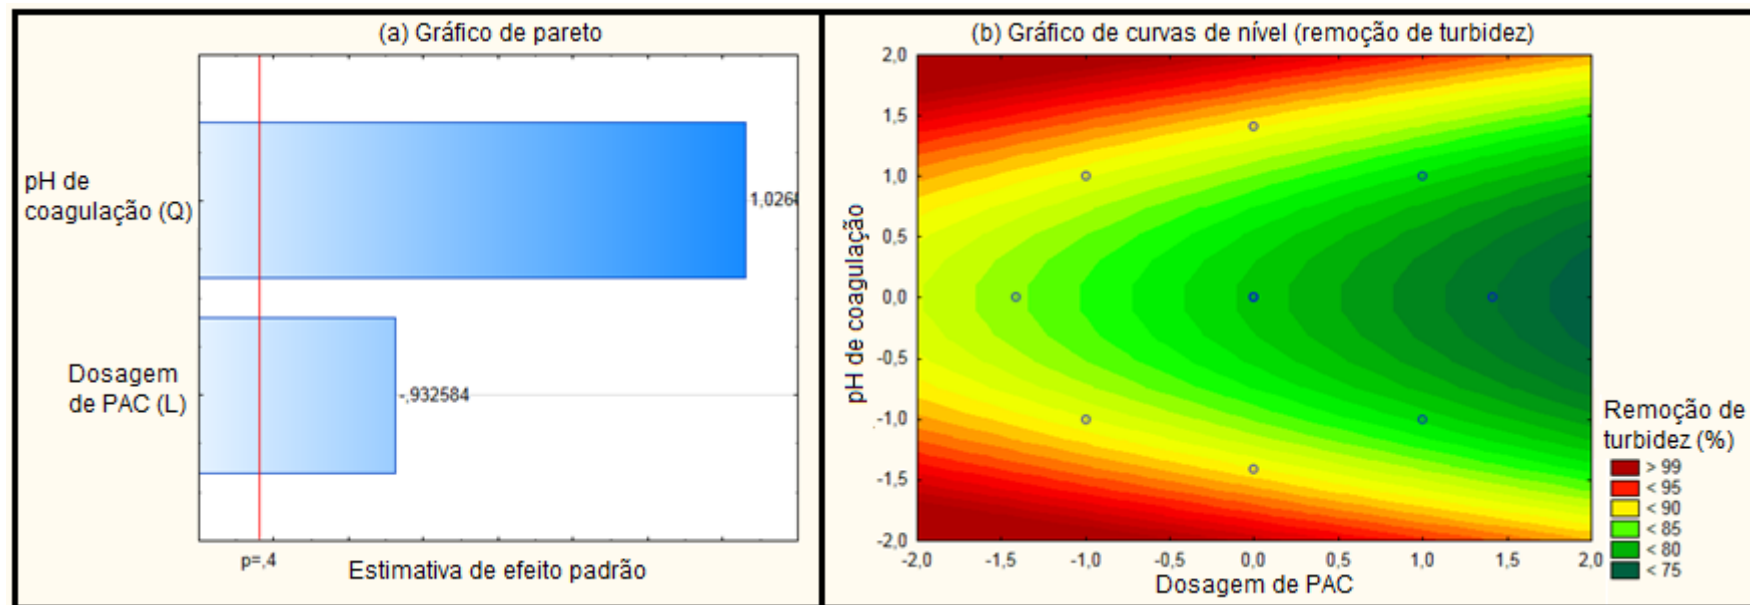 (a) Gráfico de pareto
pH de
coagulação (Q)
Dosagem
de PAC (L)
-,932584
p=,4
Estimativa de efeito padrão
(b) Gráfico de curvas de nível (remoção de turbidez)
pH de coagulação
2,0
1,5
1,0
0,5
0,0
-0,5
-1,0
-1,5
-2,0
-2,0 -1,5 -1,0 -0,5 0,0 0,5 1,0 1,5 2,0
Dosagem de PAC
Remoção de
turbidez (%)
> 99
< 95
< 90
< 85
< 80
< 75